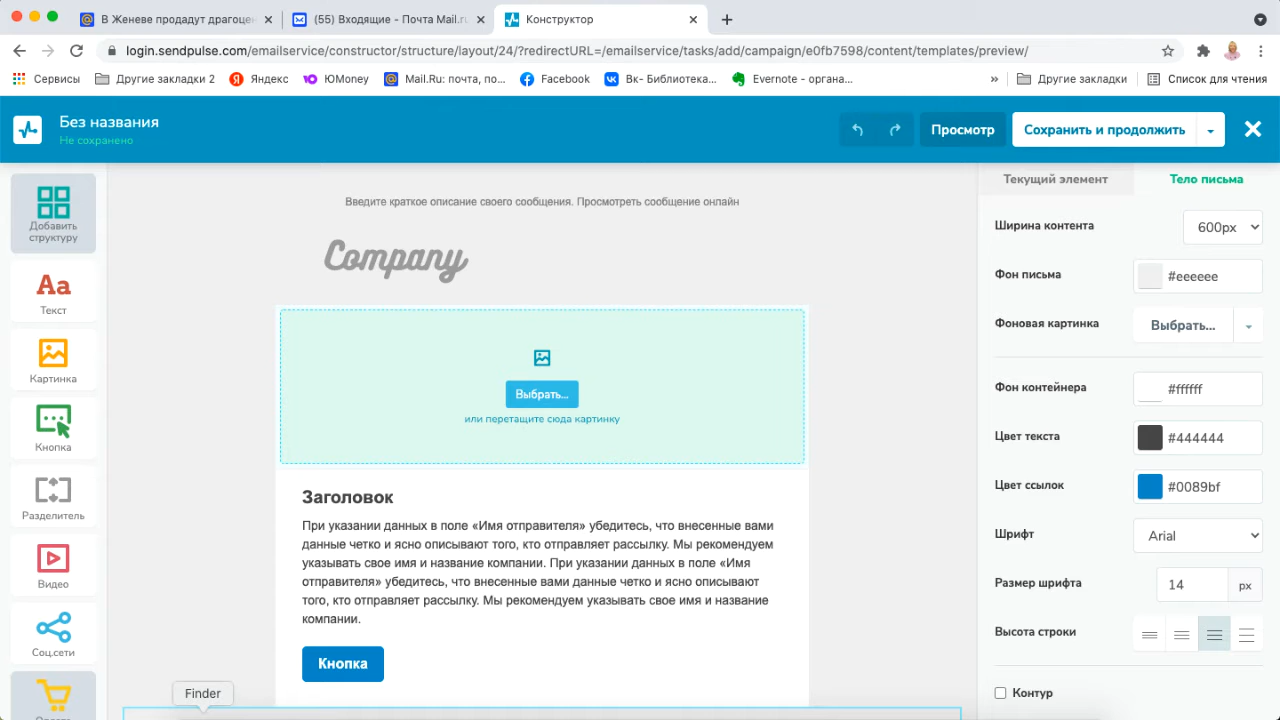 В Женеве продадут драгоцен
(55) Входящие - Почта Mail.ru
Конструктор
login.sendpulse.com/emailservice/constructor/structure/layout/24/?redirectURL=/emailservice/tasks/add/campaign/e0fb7598/content/templates/preview/
Сервисы
Другие закладки 2
Яндекс
ЮMoney
Mail.Ru: почта, по...
Facebook
Вк- Библиотека...
Evernote - органа...
»
Другие закладки
Список для чтения
Без названия
Не сохранено
Просмотр
Сохранить и продолжить
Добавить
структуру
Aa
Текст
Картинка
Кнопка
Разделитель
Видео
Соц.сети
Введите краткое описание своего сообщения. Просмотреть сообщение онлайн
Company
Выбрать...
или перетащите сюда картинку
Заголовок
При указании данных в поле «Имя отправителя» убедитесь, что внесенные вами
данные четко и ясно описывают того, кто отправляет рассылку. Мы рекомендуем
указывать свое имя и название компании. При указании данных в поле «Имя
отправителя» убедитесь, что внесенные вами данные четко и ясно описывают
того, кто отправляет рассылку. Мы рекомендуем указывать свое имя и название
компании.
Кнопка
Finder
Текущий элемент
Тело письма
Ширина контента
600px
Фон письма
#eeeeee
Фоновая картинка
Выбрать...
Фон контейнера
#ffffff
Цвет текста
#444444
Цвет ссылок
#0089bf
Шрифт
Arial
Размер шрифта
14
px
Высота строки
Контур